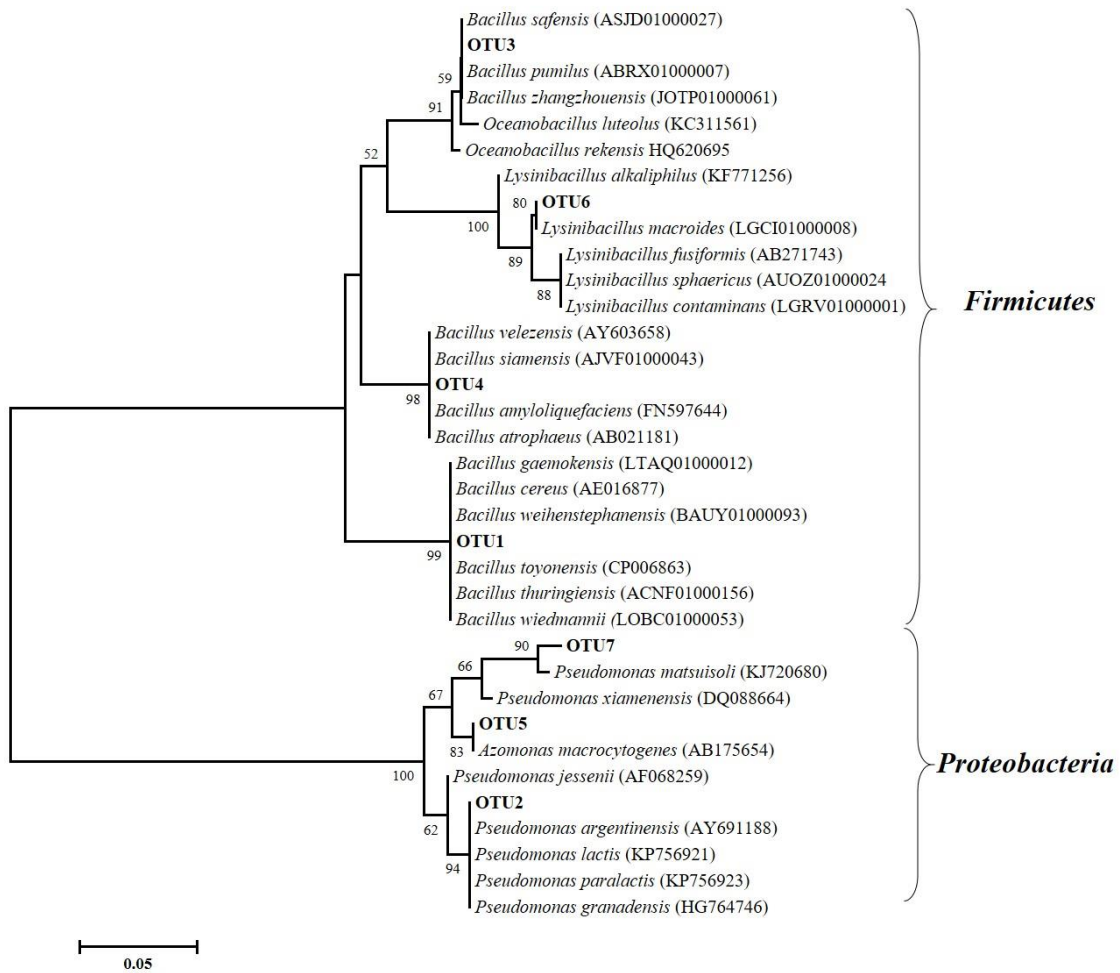 Bacillus safensis (ASJD01000027)
OTU3
Bacillus pumilus (ABRX01000007)
59
Bacillus zhangzhouensis (JOTP01000061)
91
Oceanobacillus luteolus (KC311561)
Oceanobacillus rekensis HQ620695
52
Lysinibacillus alkaliphilus (KF771256)
80
OTU6
100
Lysinibacillus macroides (LGCI01000008)
Lysinibacillus fusiformis (AB271743)
89
Lysinibacillus sphaericus (AUOZ01000024
88
Lysinibacillus contaminans (LGRV01000001)
Firmicutes
Bacillus velezensis (AY603658)
Bacillus siamensis (AJVF01000043)
OTU4
98
Bacillus amyloliquefaciens (FN597644)
Bacillus atrophaeus (AB021181)
Bacillus gaemokensis (LTAQ01000012)
Bacillus cereus (AE016877)
Bacillus weihenstephanensis (BAUY01000093)
OTU1
99
Bacillus toyonensis (CP006863)
Bacillus thuringiensis (ACNF01000156)
Bacillus wiedmannii (LOBC01000053)
90
OTU7
66
Pseudomonas matsuisoli (KJ720680)
67
Pseudomonas xiamenensis (DQ088664)
OTU5
83
Azomonas macrocytogenes (AB175654)
Proteobacteria
100
Pseudomonas jessenii (AF068259)
OTU2
62
Pseudomonas argentinensis (AY691188)
Pseudomonas lactis (KP756921)
94
Pseudomonas paralactis (KP756923)
Pseudomonas granadensis (HG764746)
0.05